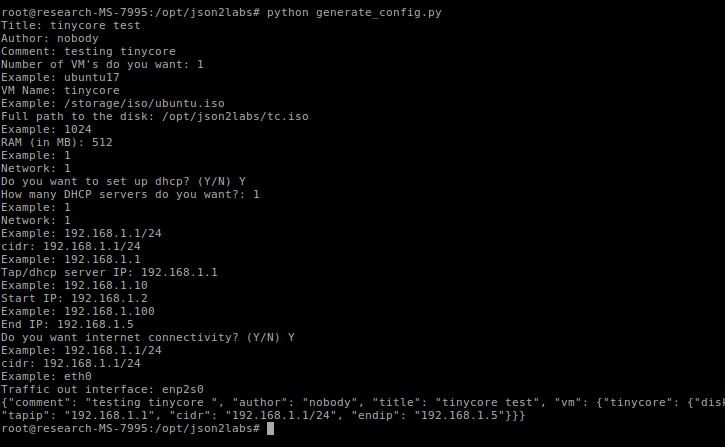 root@research-MS-7995:/opt/json2labs# python generate_config.py
Title: tinycore test
Author: nobody
Comment: testing tinycore
Number of VM's do you want: 1
Example: ubuntu17
VM Name: tinycore
Example: /storage/iso/ubuntu.iso
Full path to the disk: /opt/json2labs/tc.iso
Example: 1024
RAM (in MB): 512
Example: 1
Network: 1
Do you want to set up dhcp? (Y/N) Y
How many DHCP servers do you want?: 1
Example: 1
Network: 1
Example: 192.168.1.1/24
cidr: 192.168.1.1/24
Example: 192.168.1.1
Tap/dhcp server IP: 192.168.1.1
Example: 192.168.1.10
Start IP: 192.168.1.2
Example: 192.168.1.100
End IP: 192.168.1.5
Do you want internet connectivity? (Y/N) Y
Example: 192.168.1.1/24
cidr: 192.168.1.1/24
Example: eth0
Traffic out interface: enp2s0
{"comment": "testing tinycore ", "author": "nobody", "title": "tinycore test", "vm": {"tinycore": {"disk
"tapip": "192.168.1.1", "cidr": "192.168.1.1/24", "endip": "192.168.1.5"}}}
root@research-MS-7995:/opt/json2labs#